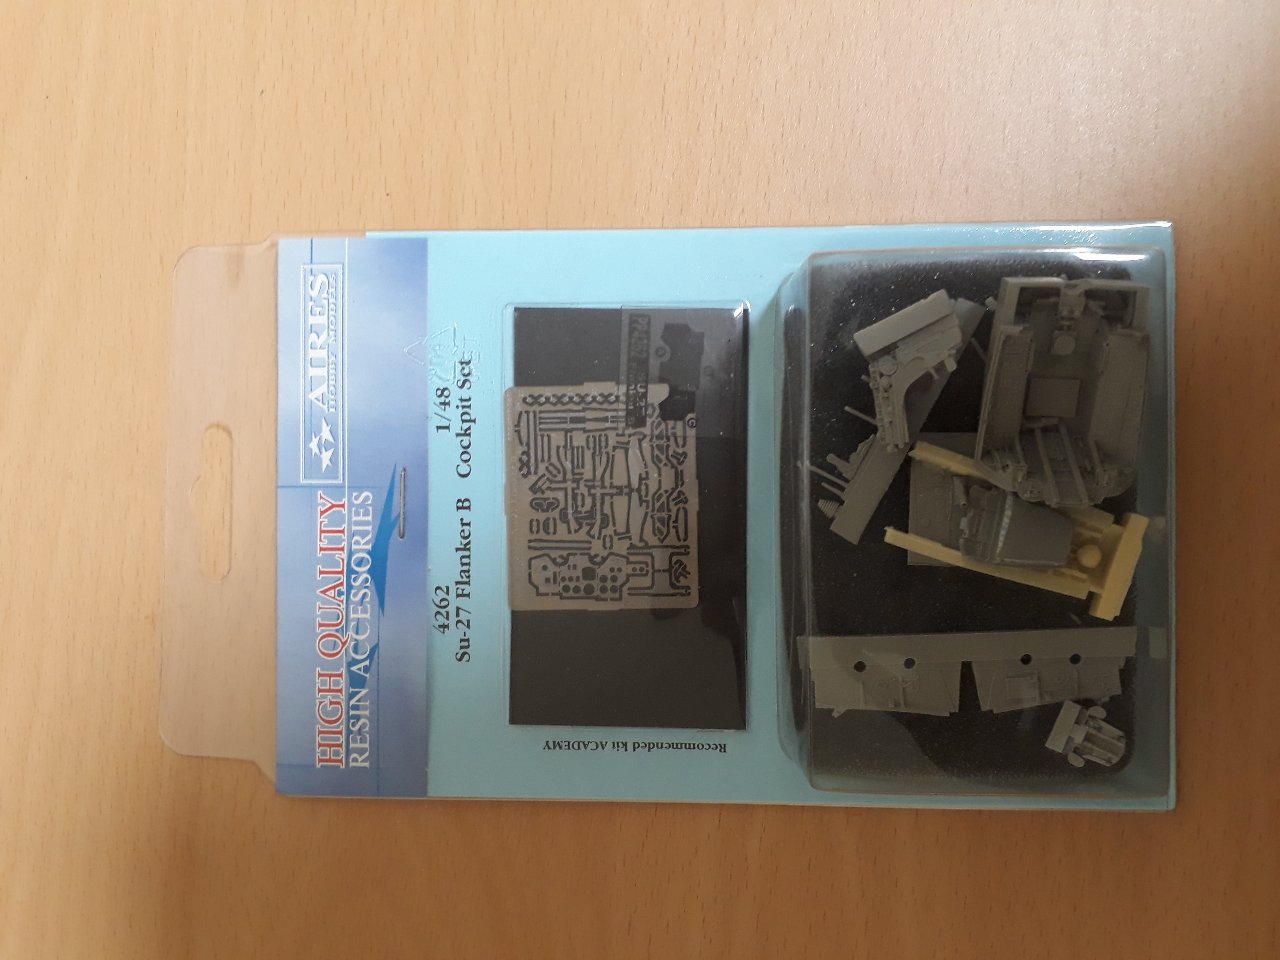 HIGH QUALITY
RESIN ACCESSORIES
AIRES
HOBBY MODELS
4262 1/48
Su-27 Flanker B Cockpit Set
Recommended kit ACADEMY